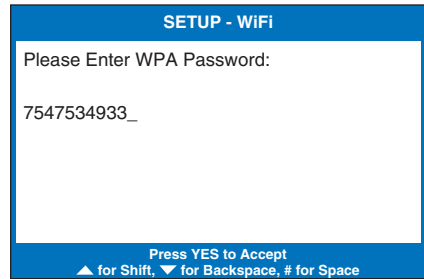 SETUP - WiFi
Please Enter WPA Password:
7547534933_
Press YES to Accept
▲ for Shift, ▼ for Backspace, # for Space